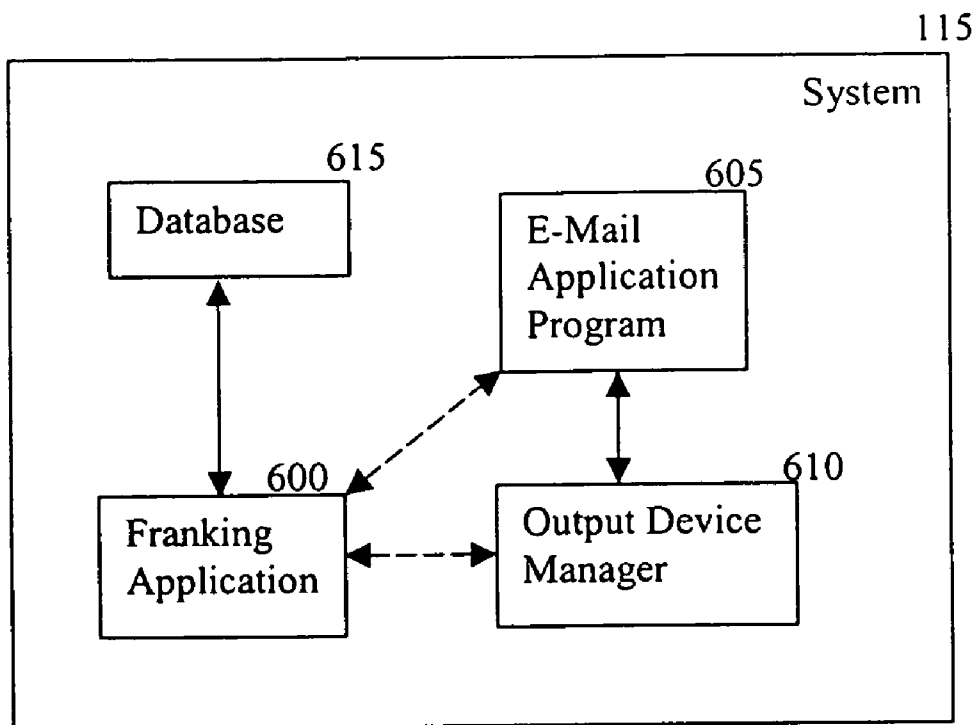 115
System
615
Database
605
E-Mail
Application
Program
600
Franking
Application
610
Output Device
Manager